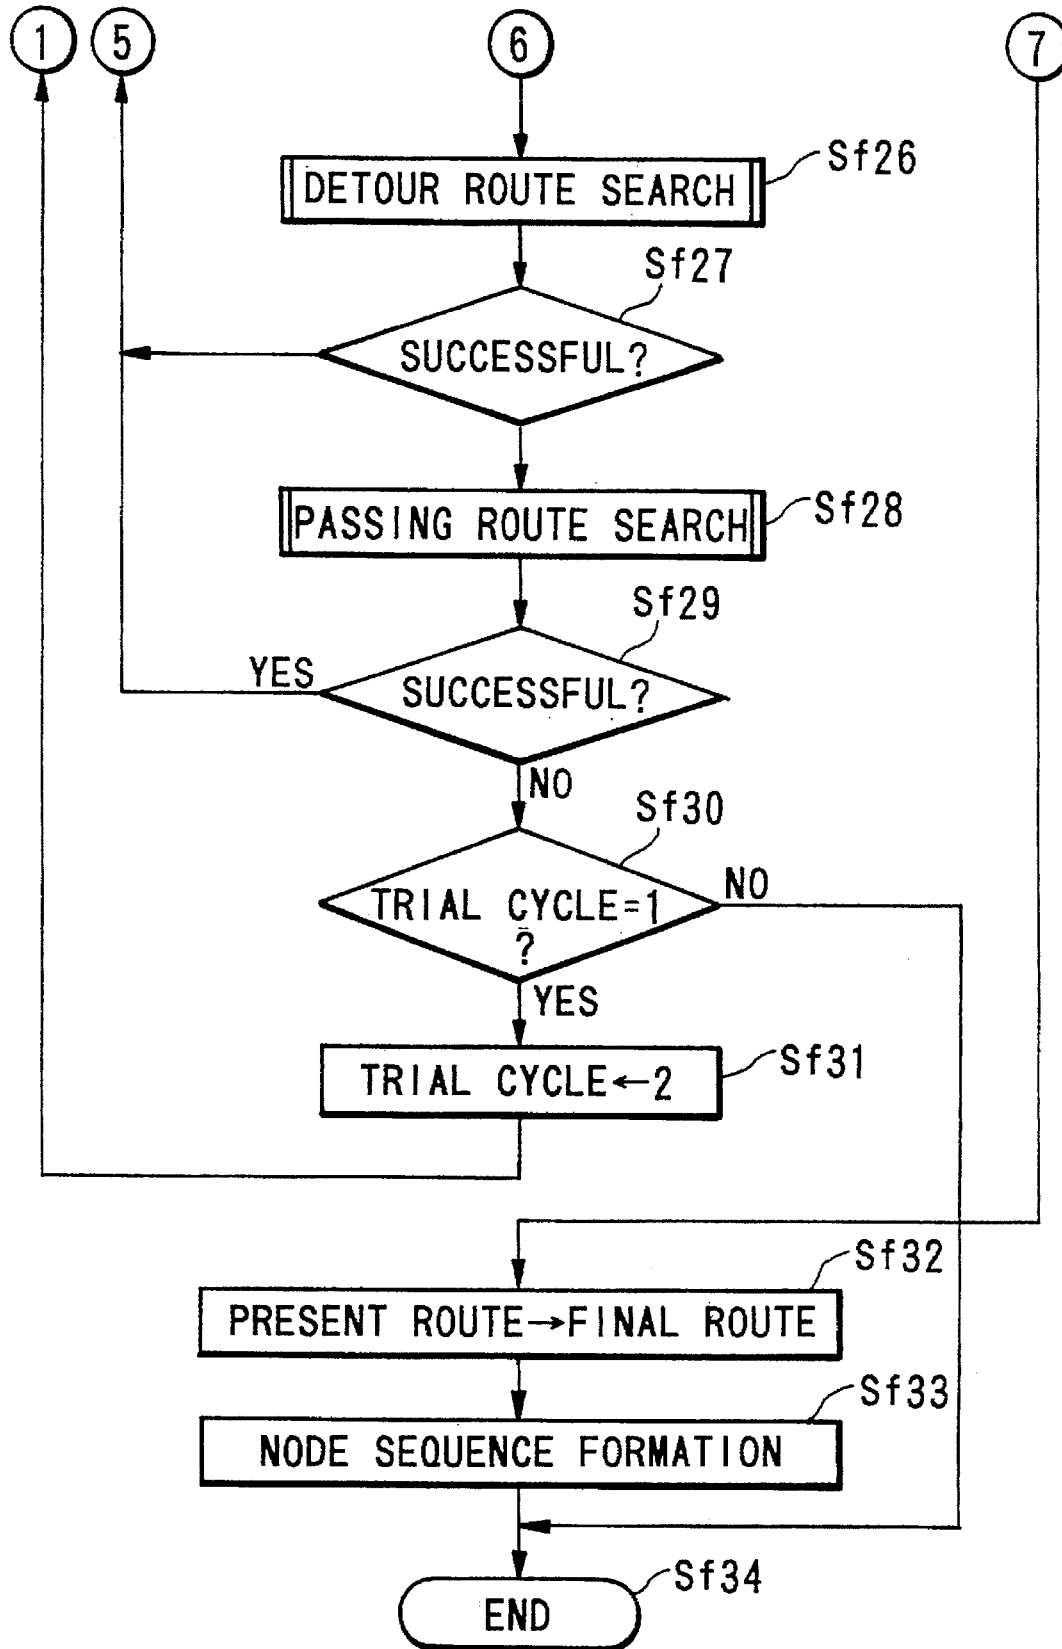 1 5 6 7
Sf26
DETOUR ROUTE SEARCH
Sf27
SUCCESSFUL?
PASSING ROUTE SEARCH
Sf28
Sf29
YES
SUCCESSFUL?
NO
Sf30
TRIAL CYCLE=1
?
NO
YES
TRIAL CYCLE←2
Sf31
Sf32
PRESENT ROUTE→FINAL ROUTE
Sf33
NODE SEQUENCE FORMATION
Sf34
END